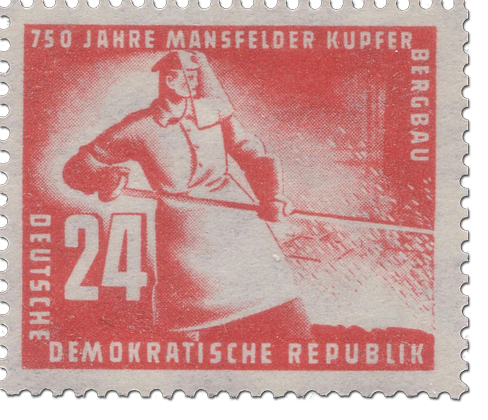 750 JAHRE MANSFELDER KUPFER
BERGBAU
24
DEUTSCHE
DEMOKRATISCHE REPUBLIK